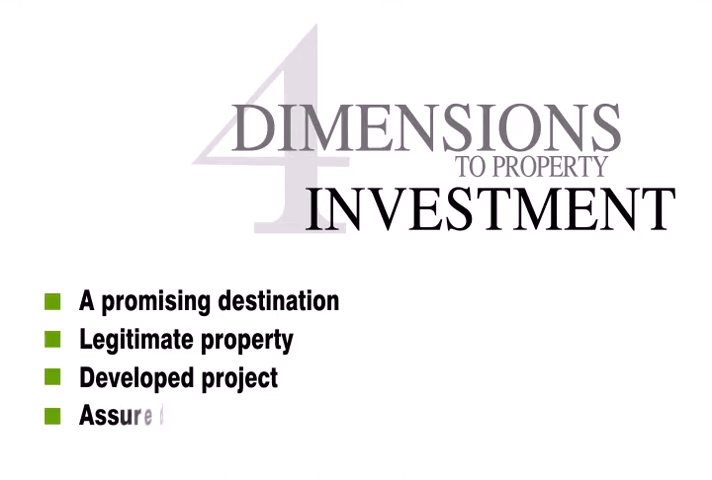 4
DIMENSIONS
TO PROPERTY
INVESTMENT
A promising destination
Legitimate property
Developed project
Assure